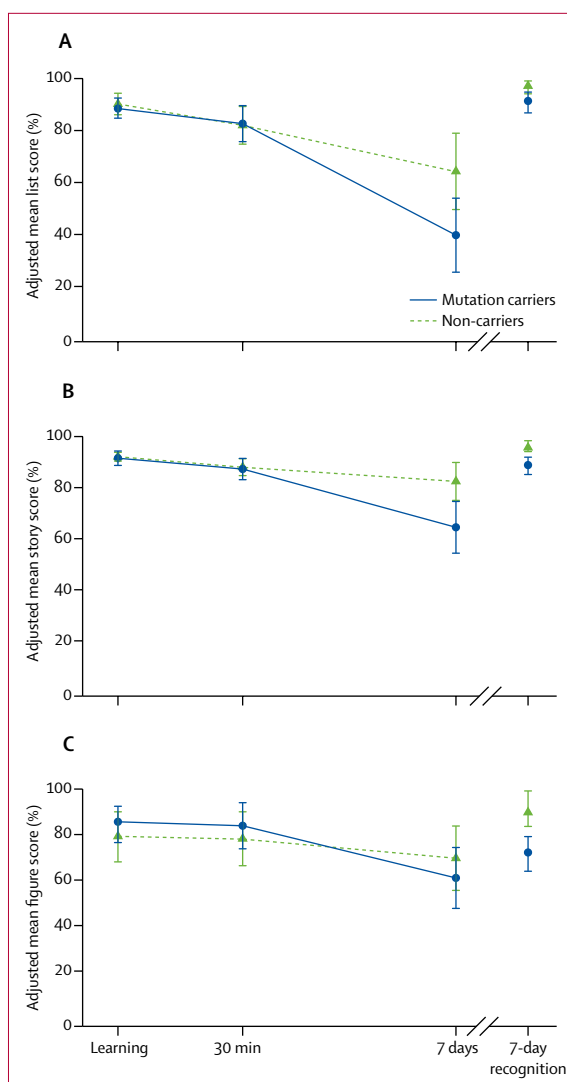 A
Adjusted mean list score (%)
100
80
60
40
20
0
Mutation carriers
Non-carriers
B
Adjusted mean story score (%)
100
80
60
40
20
0
C
Adjusted mean figure score (%)
100
80
60
40
20
0
Learning
30 min
7 days
7-day
recognition